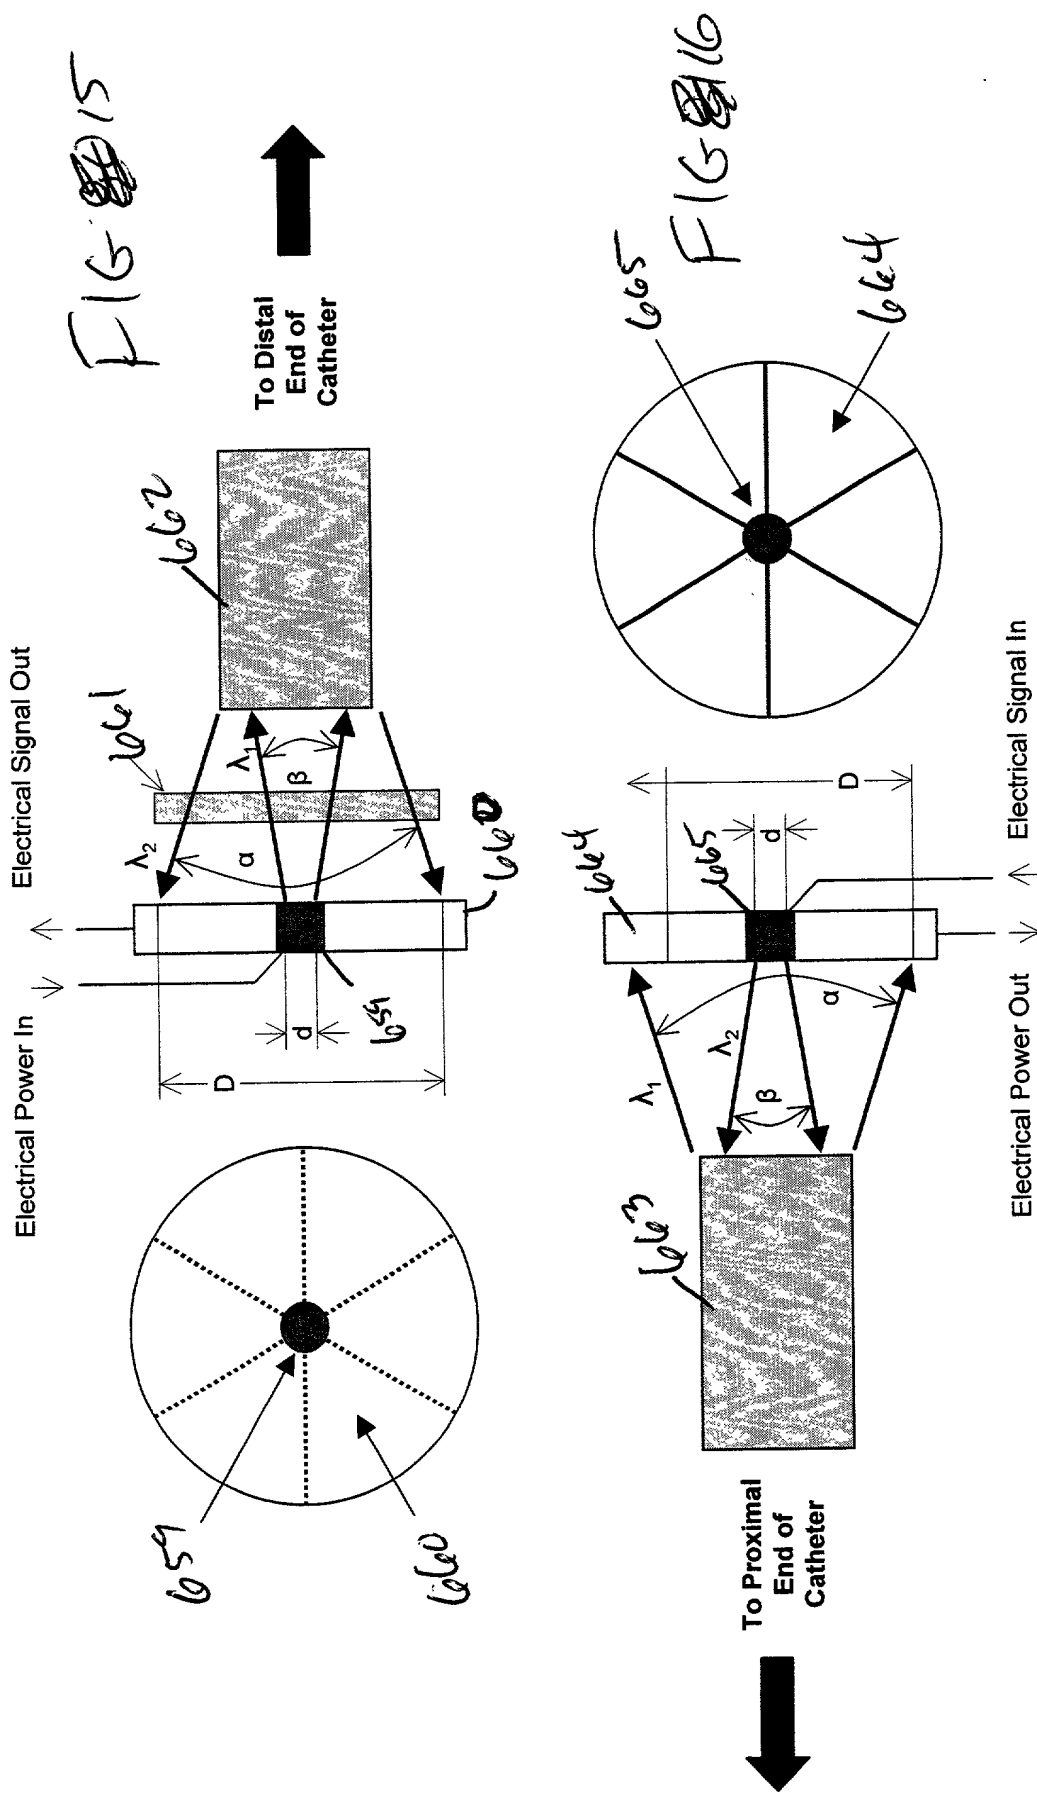 FIG 15
Electrical Power In
Electrical Signal Out
661
662
λ2
λ1
α
β
D
d
659
660
659
660
To Distal
End of
Catheter
FIG 16
663
664
665
λ1
λ2
β
α
d
D
665
664
To Proximal
End of
Catheter
Electrical Power Out
Electrical Signal In